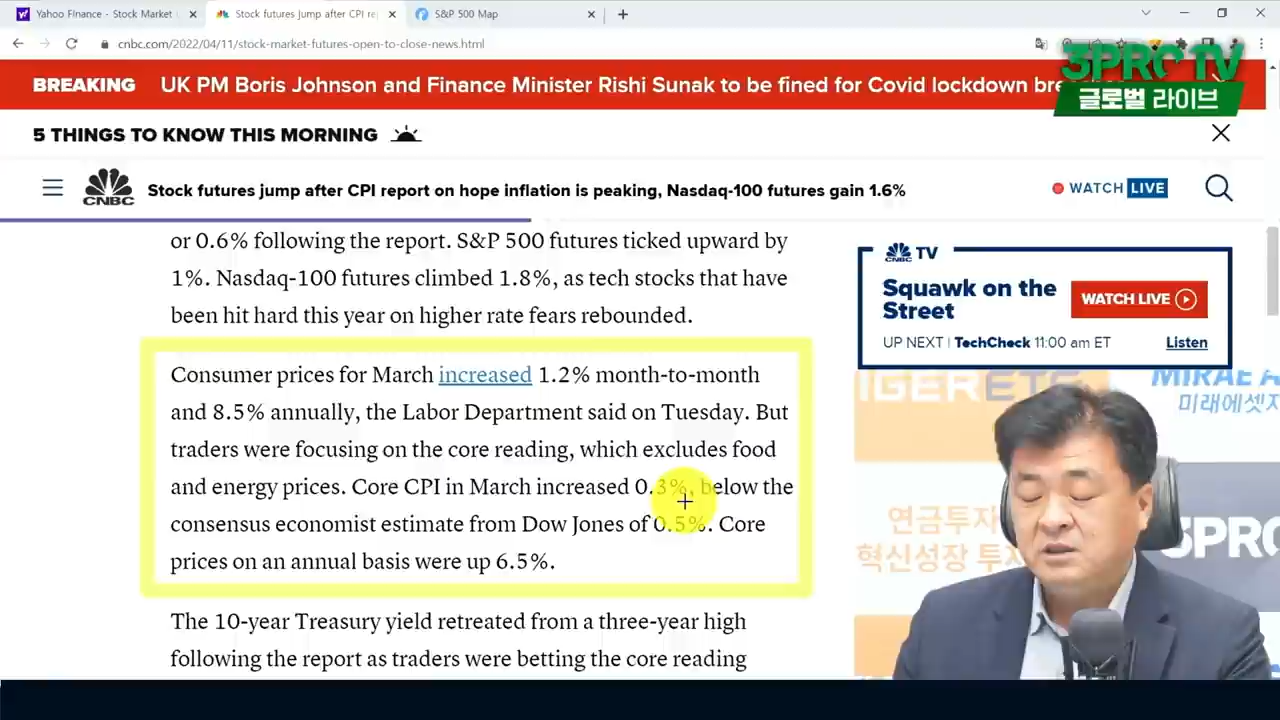 Yahoo Finance - Stock Market
Stock futures jump after CPI re
S&P 500 Map
cnbc.com/2022/04/11/stock-market-futures-open-to-close-news.html
3PRO TV
글로벌 라이브
BREAKING
UK PM Boris Johnson and Finance Minister Rishi Sunak to be fined for Covid lockdown bre
5 THINGS TO KNOW THIS MORNING
CNBC
Stock futures jump after CPI report on hope inflation is peaking, Nasdaq-100 futures gain 1.6%
WATCH LIVE
or 0.6% following the report. S&P 500 futures ticked upward by
1%. Nasdaq-100 futures climbed 1.8%, as tech stocks that have
been hit hard this year on higher rate fears rebounded.
Consumer prices for March increased 1.2% month-to-month
and 8.5% annually, the Labor Department said on Tuesday. But
traders were focusing on the core reading, which excludes food
and energy prices. Core CPI in March increased 0.3%, below the
consensus economist estimate from Dow Jones of 0.5%. Core
prices on an annual basis were up 6.5%.
The 10-year Treasury yield retreated from a three-year high
following the report as traders were betting the core reading
CNBC TV
Squawk on the
Street
WATCH LIVE
UP NEXT | TechCheck 11:00 am ET
Listen
IGERETE
MIRAE A
미래에셋자
연금투자
혁신성장 투자
3PRO